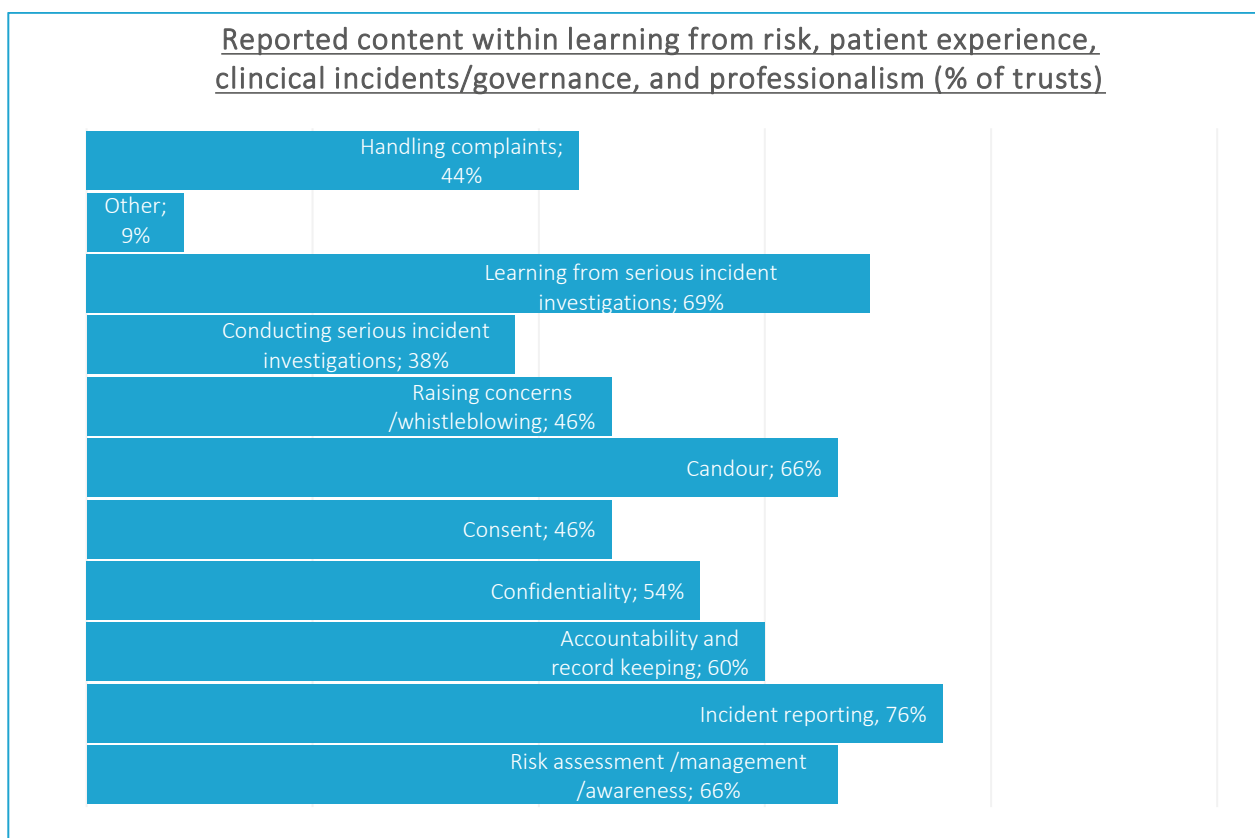 Reported content within learning from risk, patient experience,
clincical incidents/governance, and professionalism (% of trusts)
Handling complaints;
44%
Other;
9%
Learning from serious incident
investigations; 69%
Conducting serious incident
investigations; 38%
Raising concerns
/whistleblowing; 46%
Candour; 66%
Consent; 46%
Confidentiality; 54%
Accountability and
record keeping; 60%
Incident reporting, 76%
Risk assessment /management
/awareness; 66%